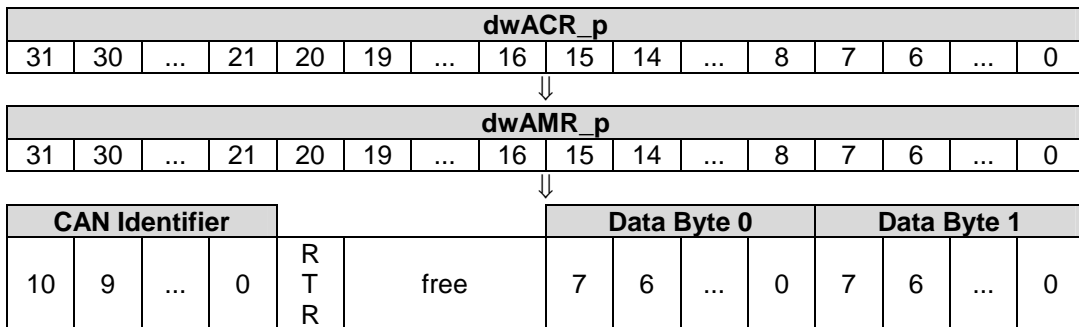 dwACR_p
31 30 ... 21 20 19 ... 16 15 14 ... 8 7 6 ... 0
⇓
dwAMR_p
31 30 ... 21 20 19 ... 16 15 14 ... 8 7 6 ... 0
⇓
CAN Identifier Data Byte 0 Data Byte 1
10 9 ... 0 R T R free 7 6 ... 0 7 6 ... 0